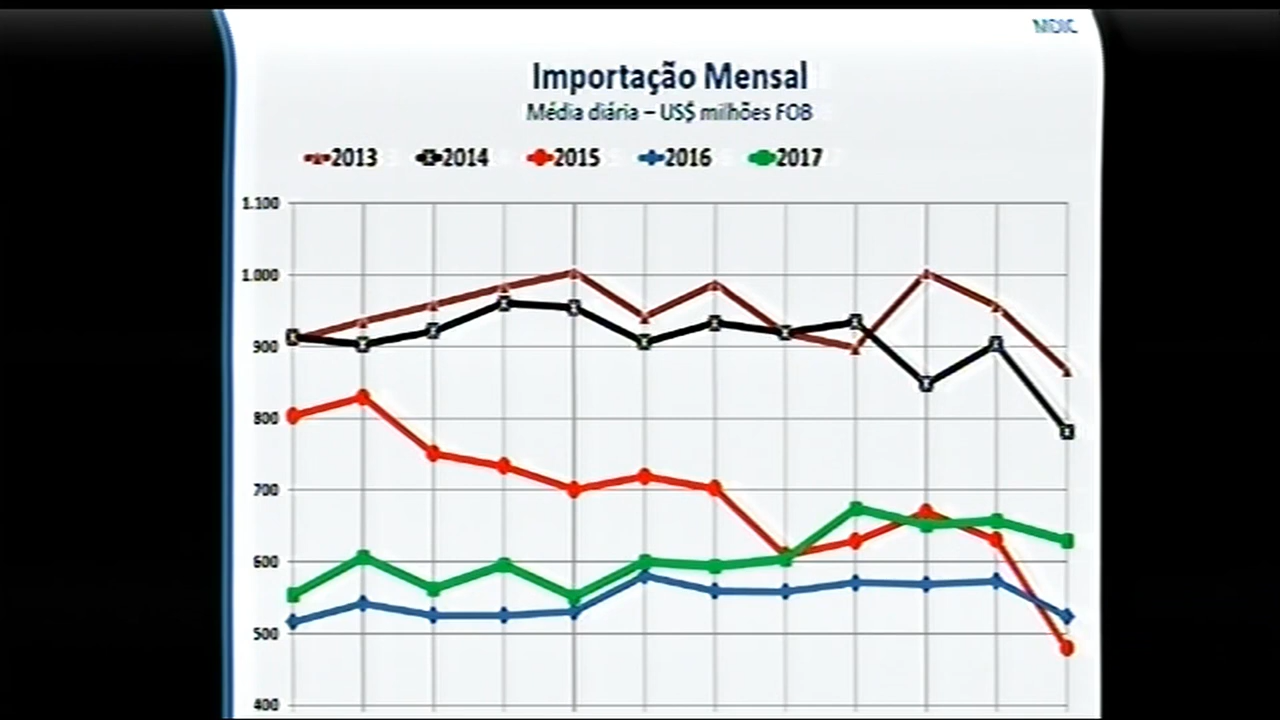 MDIC
Importação Mensal
Média diária – US$ milhões FOB
2013 2014 2015 2016 2017
1.100
1.000
900
800
700
600
500
400